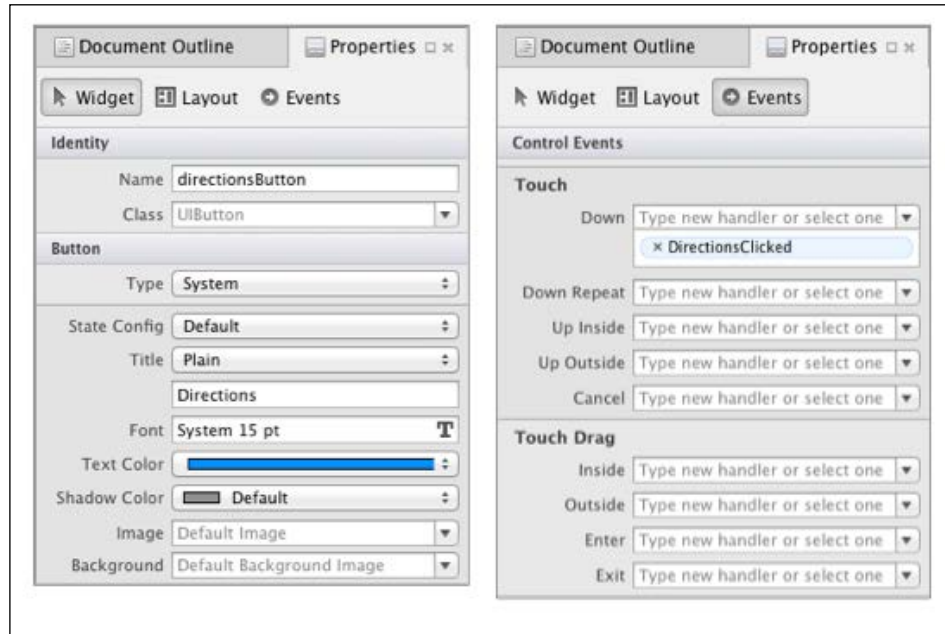 Document Outline
Properties
Widget
Layout
Events
Identity
Name
directionsButton
Class
UIButton
Button
Type
System
State Config
Default
Title
Plain
Directions
Font
System 15 pt
T
Text Color
Shadow Color
Default
Image
Default Image
Background
Default Background Image
Document Outline
Properties
Widget
Layout
Events
Control Events
Touch
Down
Type new handler or select one
× DirectionsClicked
Down Repeat
Type new handler or select one
Up Inside
Type new handler or select one
Up Outside
Type new handler or select one
Cancel
Type new handler or select one
Touch Drag
Inside
Type new handler or select one
Outside
Type new handler or select one
Enter
Type new handler or select one
Exit
Type new handler or select one